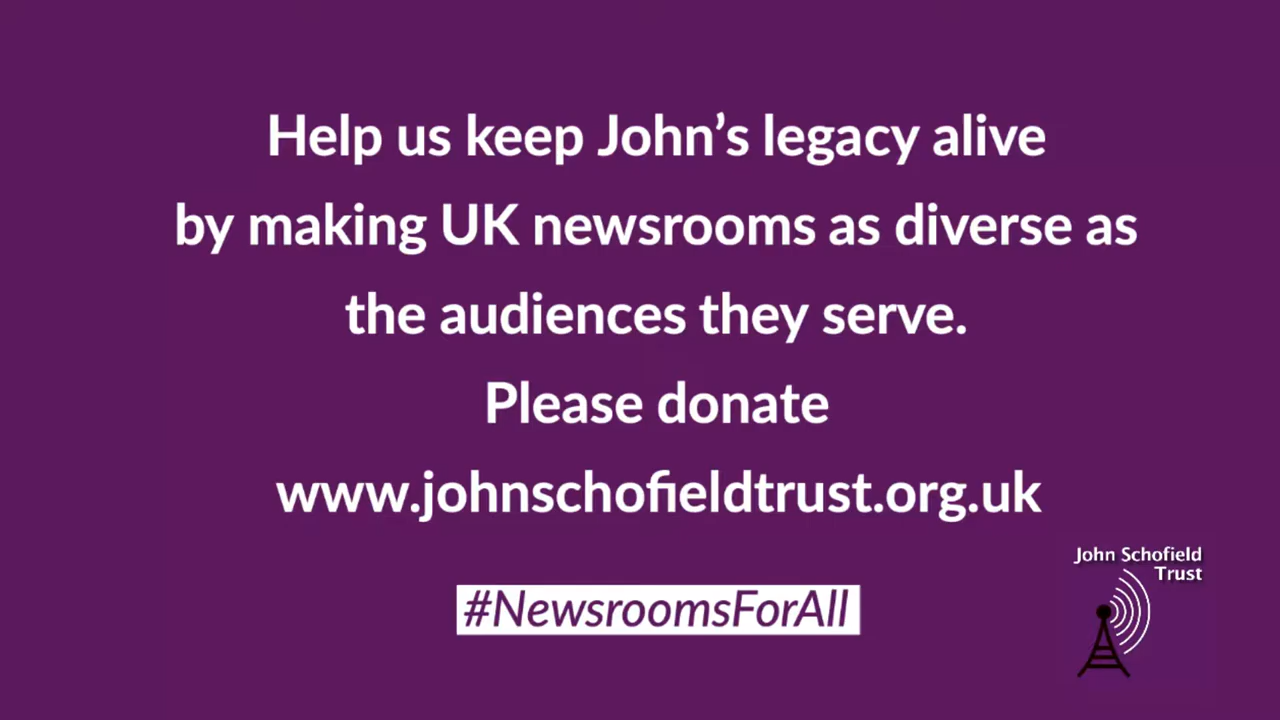 Help us keep John’s legacy alive
by making UK newsrooms as diverse as
the audiences they serve.
Please donate
www.johnschofieldtrust.org.uk
#NewsroomsForAll
John Schofield
Trust